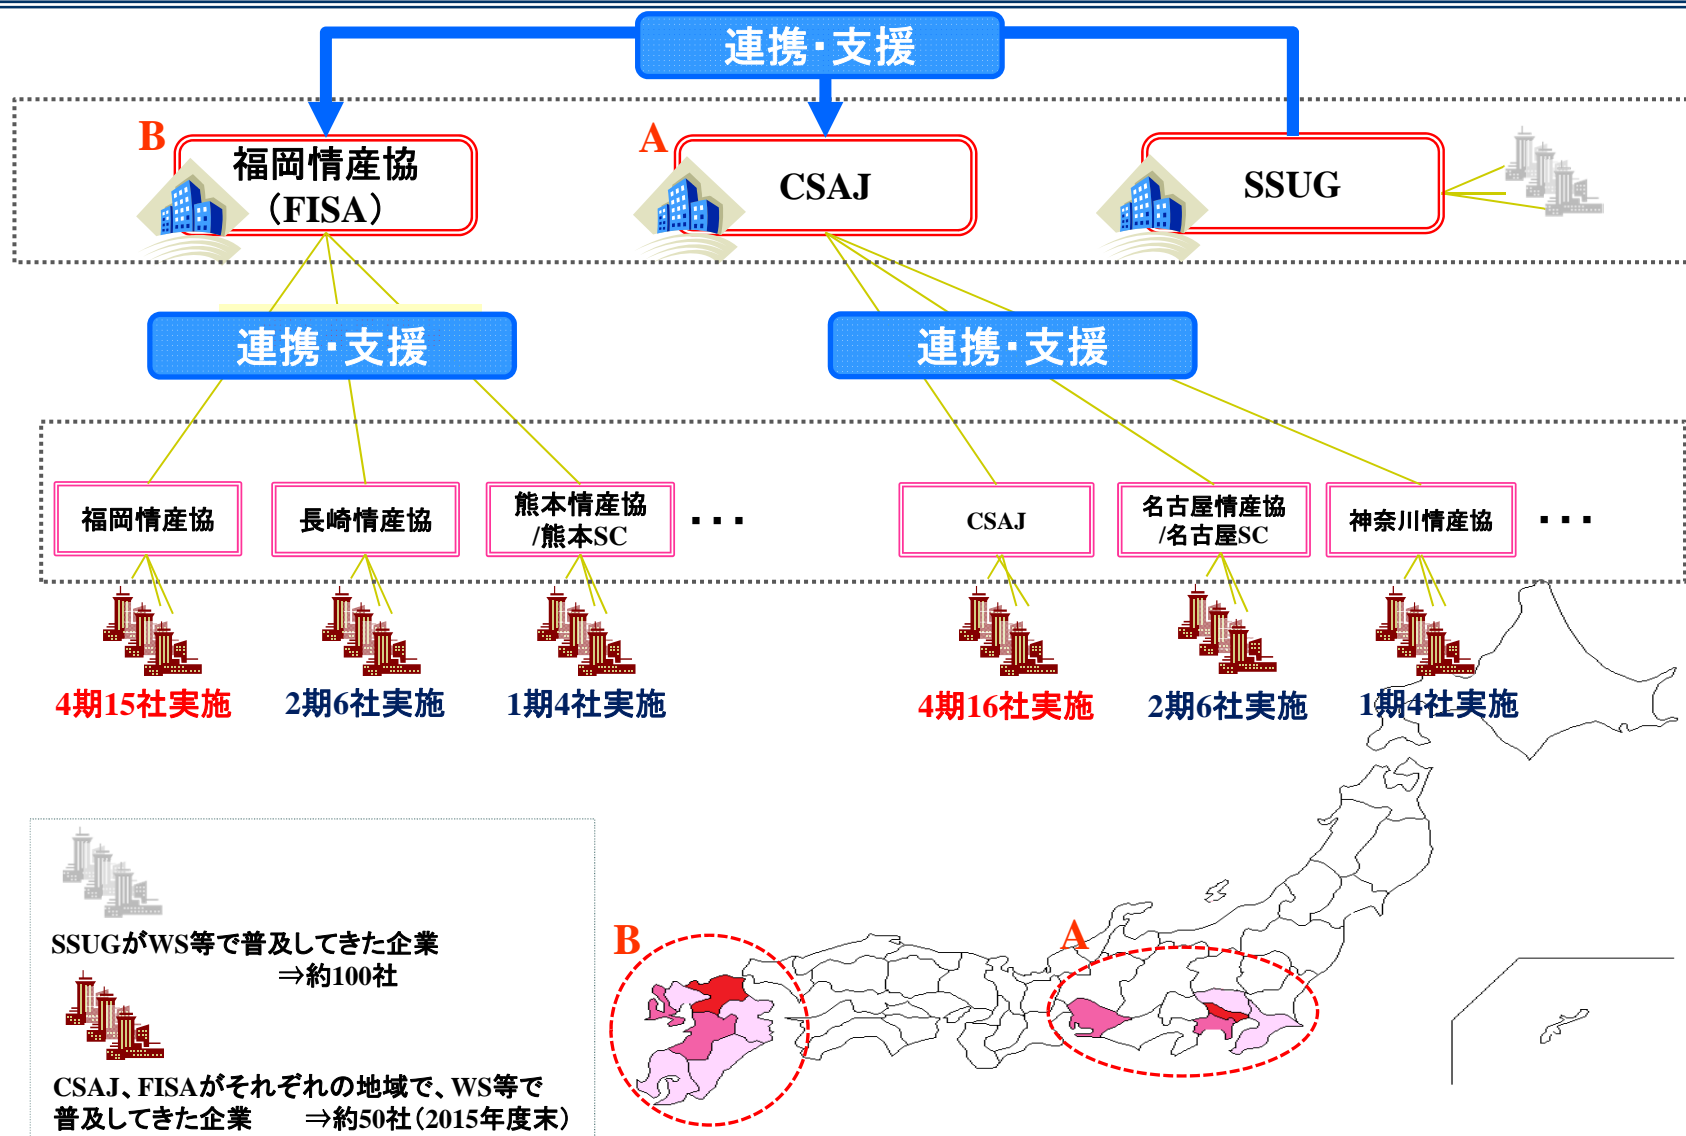 連携・支援
B
福岡情産協
（FISA）
A
CSAJ
SSUG
連携・支援
連携・支援
福岡情産協
長崎情産協
熊本情産協
/熊本SC
・・・
CSAJ
名古屋情産協
/名古屋SC
神奈川情産協
・・・
4期15社実施
2期6社実施
1期4社実施
4期16社実施
2期6社実施
1期4社実施
SSUGがWS等で普及してきた企業
⇒約100社
CSAJ、FISAがそれぞれの地域で、WS等で
普及してきた企業　⇒約50社（2015年度末）
B
A